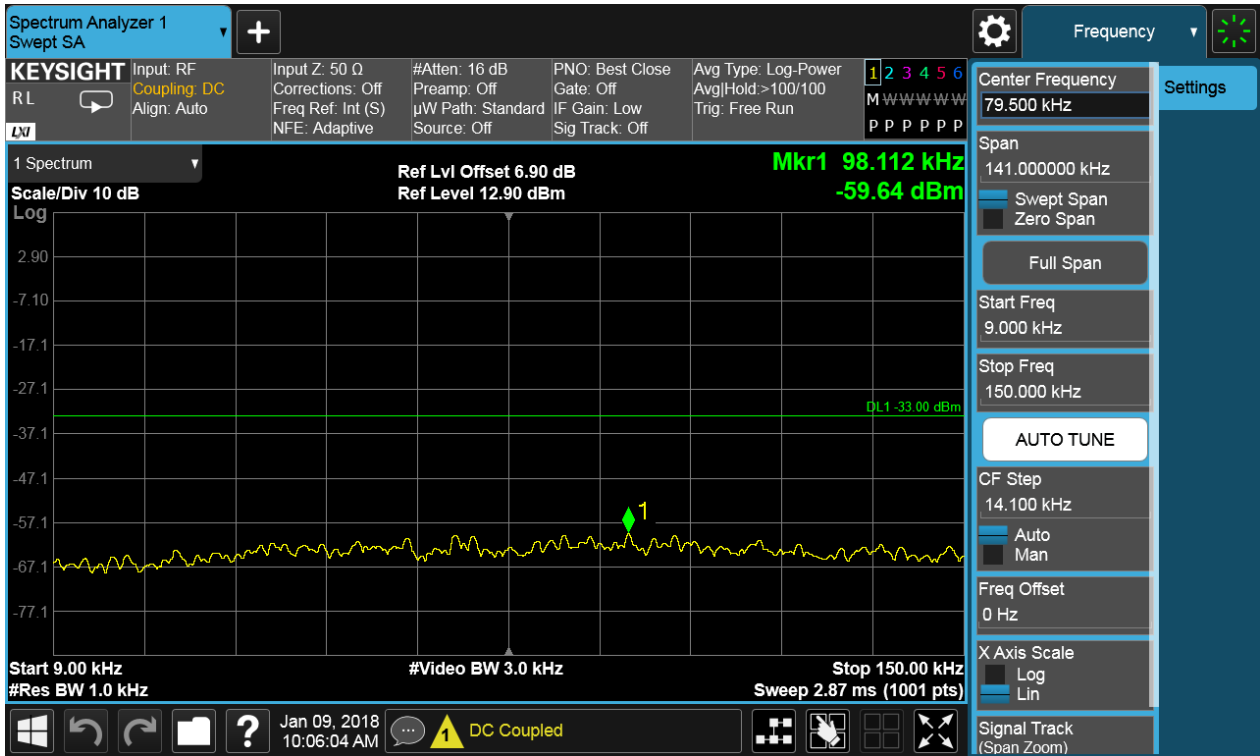 Spectrum Analyzer 1
Swept SA
+
Frequency
KEYSIGHT
RL
LXI
Input: RF
Coupling: DC
Align: Auto
Input Z: 50 Ω
Corrections: Off
Freq Ref: Int (S)
NFE: Adaptive
#Atten: 16 dB
Preamp: Off
µW Path: Standard
Source: Off
PNO: Best Close
Gate: Off
IF Gain: Low
Sig Track: Off
Avg Type: Log-Power
Avg|Hold:>100/100
Trig: Free Run
1 2 3 4 5 6
M W W W W W
P P P P P P
1 Spectrum
Scale/Div 10 dB
Log
Ref Lvl Offset 6.90 dB
Ref Level 12.90 dBm
Mkr1 98.112 kHz
-59.64 dBm
2.90
-7.10
-17.1
-27.1
-37.1
-47.1
-57.1
-67.1
-77.1
DL1 -33.00 dBm
1
Start 9.00 kHz
#Res BW 1.0 kHz
#Video BW 3.0 kHz
Stop 150.00 kHz
Sweep 2.87 ms (1001 pts)
Center Frequency
79.500 kHz
Span
141.000000 kHz
Swept Span
Zero Span
Full Span
Start Freq
9.000 kHz
Stop Freq
150.000 kHz
AUTO TUNE
CF Step
14.100 kHz
Auto
Man
Freq Offset
0 Hz
X Axis Scale
Log
Lin
Signal Track
(Span Zoom)
Settings
?
Jan 09, 2018
10:06:04 AM
1
DC Coupled